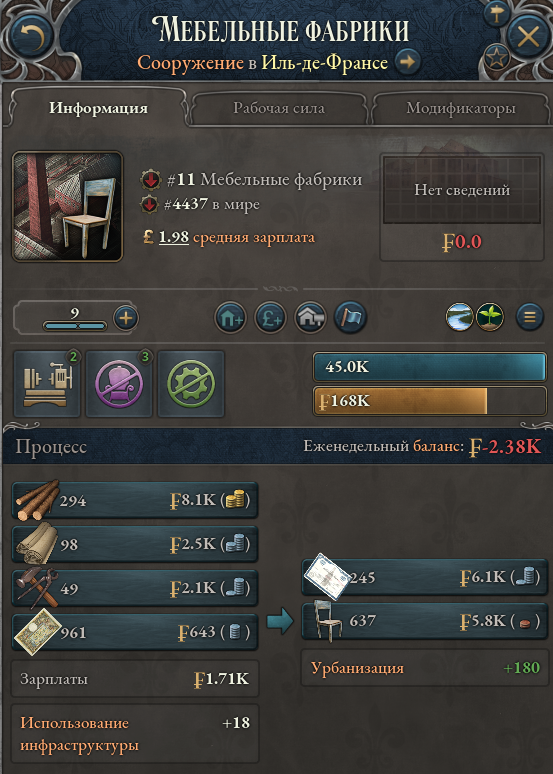 Мебельные фабрики
Сооружение в Иль-де-Франсе
Информация
Рабочая сила
Модификаторы
#11 Мебельные фабрики
#4437 в мире
£ 1.98 средняя зарплата
Нет сведений
₣0.0
9
2
3
45.0K
₣168K
Процесс
Еженедельный баланс: ₣-2.38K
294 ₣8.1K ( )
98 ₣2.5K ( )
49 ₣2.1K ( )
961 ₣643 ( )
245 ₣6.1K ( )
637 ₣5.8K ( )
Зарплаты ₣1.71K
Урбанизация +180
Использование +18
инфраструктуры